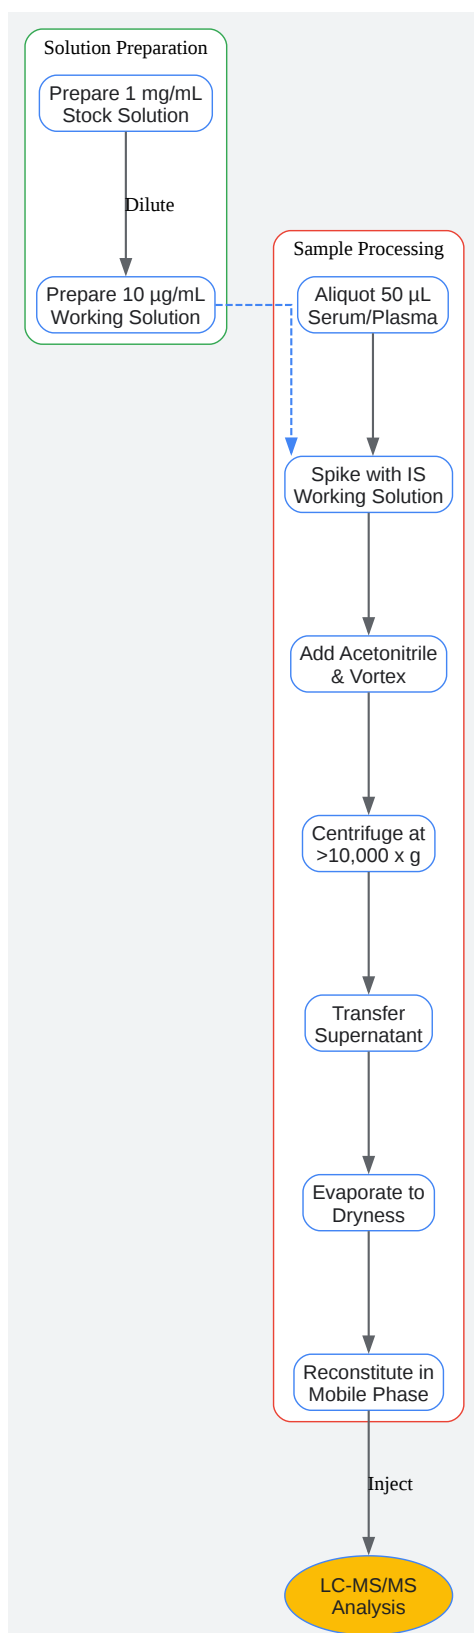 Solution Preparation
Prepare 1 mg/mL
Stock Solution
Dilute
Prepare 10 µg/mL
Working Solution
Sample Processing
Aliquot 50 µL
Serum/Plasma
Spike with IS
Working Solution
Add Acetonitrile
& Vortex
Centrifuge at
>10,000 x g
Transfer
Supernatant
Evaporate to
Dryness
Reconstitute in
Mobile Phase
Inject
LC-MS/MS
Analysis